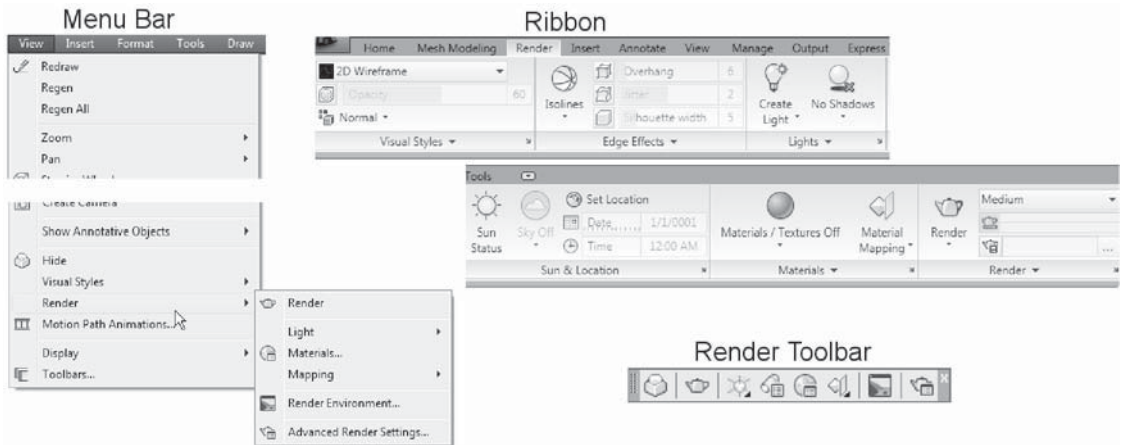 Menu Bar
View Insert Format Tools Draw
Redraw
Regen
Regen All
Zoom
Pan
Create Camera
Show Annotative Objects
Hide
Visual Styles
Render
Motion Path Animations...
Display
Toolbars...
Render
Light
Materials...
Mapping
Render Environment...
Advanced Render Settings...
Ribbon
Home Mesh Modeling Render Insert Annotate View Manage Output Express
2D Wireframe
Opacity 60
Normal
Visual Styles
Isolines
Overhang 6
Jitter 2
Silhouette width 5
Edge Effects
Create Light
No Shadows
Lights
Tools
Sun Status
Sky Off
Set Location
Date 1/1/0001
Time 12:00 AM
Sun & Location
Materials / Textures Off
Material Mapping
Materials
Render
Medium
...
Render
Render Toolbar